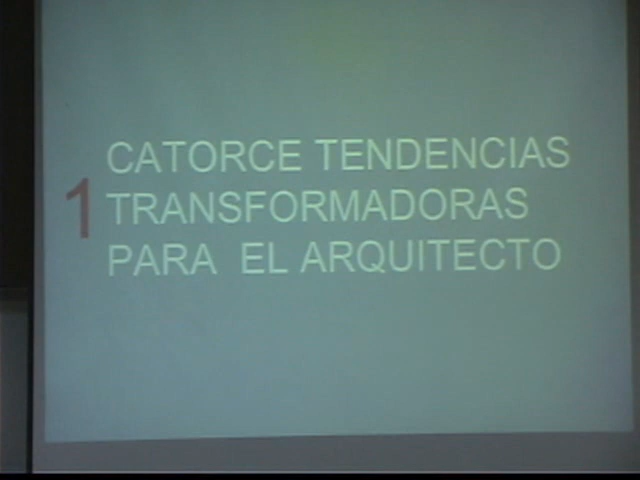 CATORCE TENDENCIAS
1 TRANSFORMADORAS
PARA EL ARQUITECTO